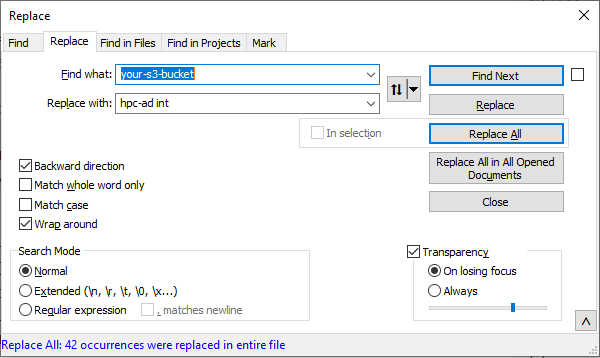 Replace
Find Replace Find in Files Find in Projects Mark
Find what: your-s3-bucket Find Next
Replace with: hpc-ad int Replace
In selection Replace All
Backward direction Replace All in All Opened Documents
Match whole word only
Match case Close
Wrap around
Search Mode Transparency
Normal On losing focus
Extended (\n, \r, \t, \0, \x...) Always
Regular expression . matches newline
Replace All: 42 occurrences were replaced in entire file